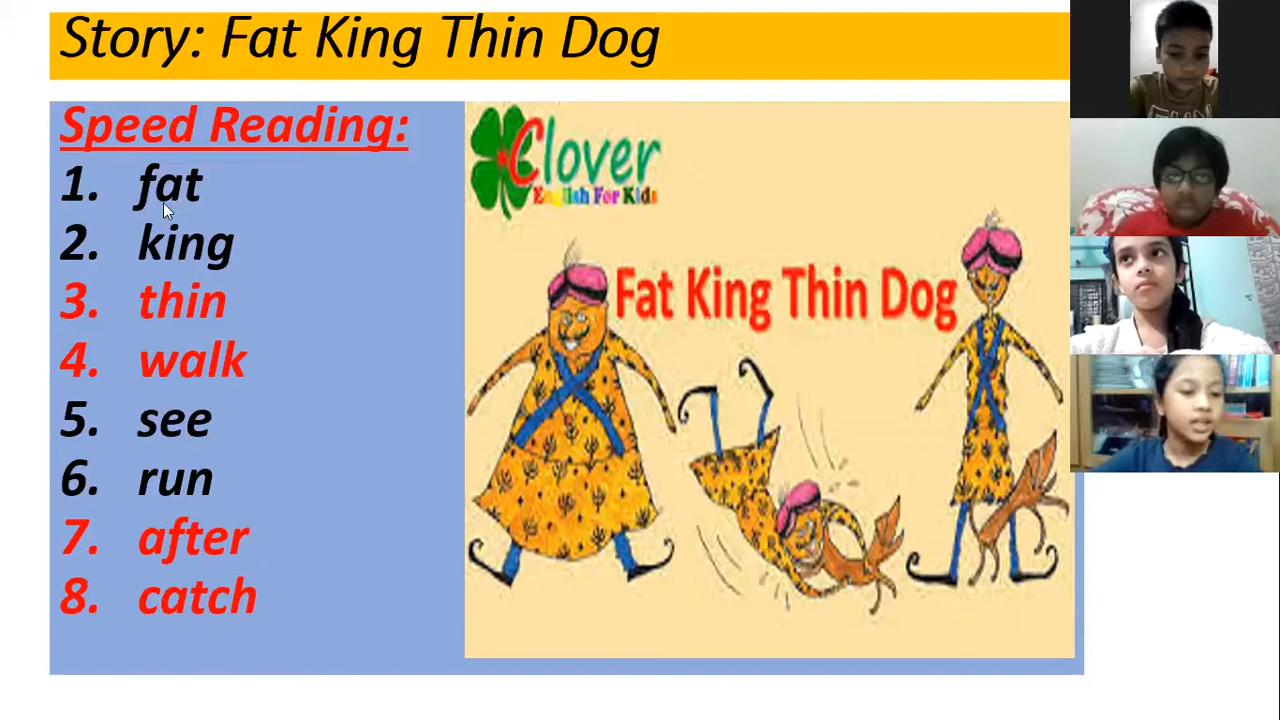 Story: Fat King Thin Dog
Speed Reading:
1. fat
2. king
3. thin
4. walk
5. see
6. run
7. after
8. catch
Clover
English For Kids
Fat King Thin Dog